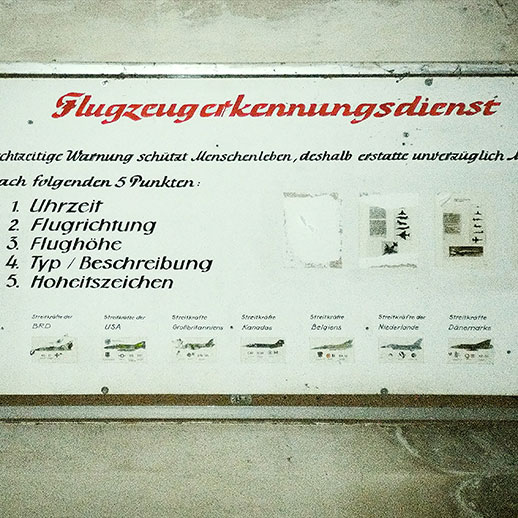 Flugzeugerkennungsdienst
chtzeitige Warnung schützt Menschenleben, deshalb erstatte unverzüglich M
ach folgenden 5 Punkten:
1. Uhrzeit
2. Flugrichtung
3. Flughöhe
4. Typ / Beschreibung
5. Hoheitszeichen
Streitkräfte der BRD
Streitkräfte der USA
Streitkräfte Großbritanniens
Streitkräfte Kanadas
Streitkräfte Belgiens
Streitkräfte der Niederlande
Streitkräfte Dänemarks